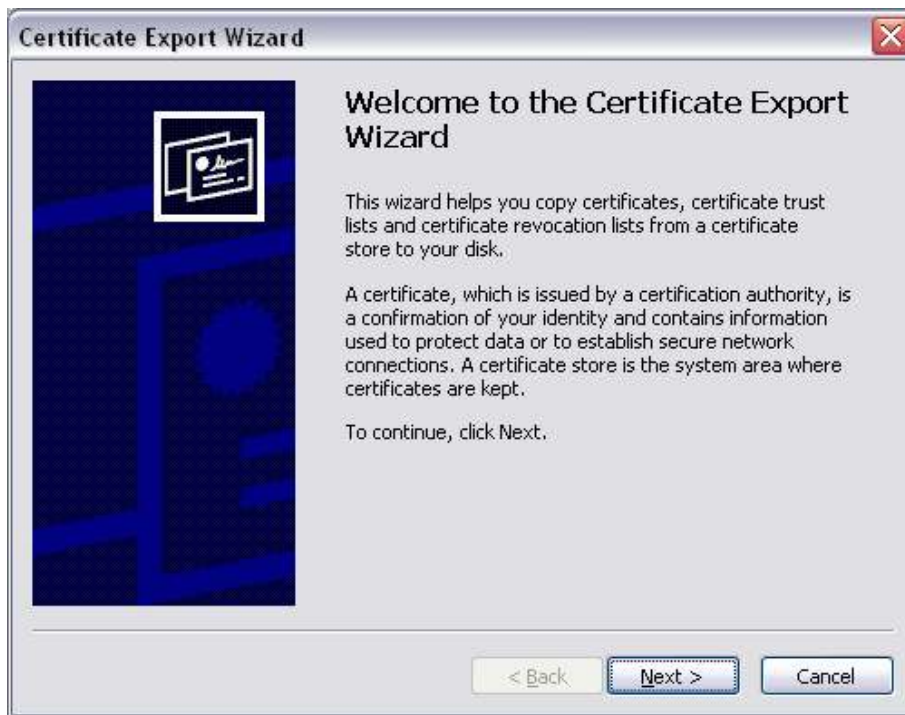 Certificate Export Wizard
Welcome to the Certificate Export
Wizard
This wizard helps you copy certificates, certificate trust
lists and certificate revocation lists from a certificate
store to your disk.
A certificate, which is issued by a certification authority, is
a confirmation of your identity and contains information
used to protect data or to establish secure network
connections. A certificate store is the system area where
certificates are kept.
To continue, click Next.
< Back
Next >
Cancel